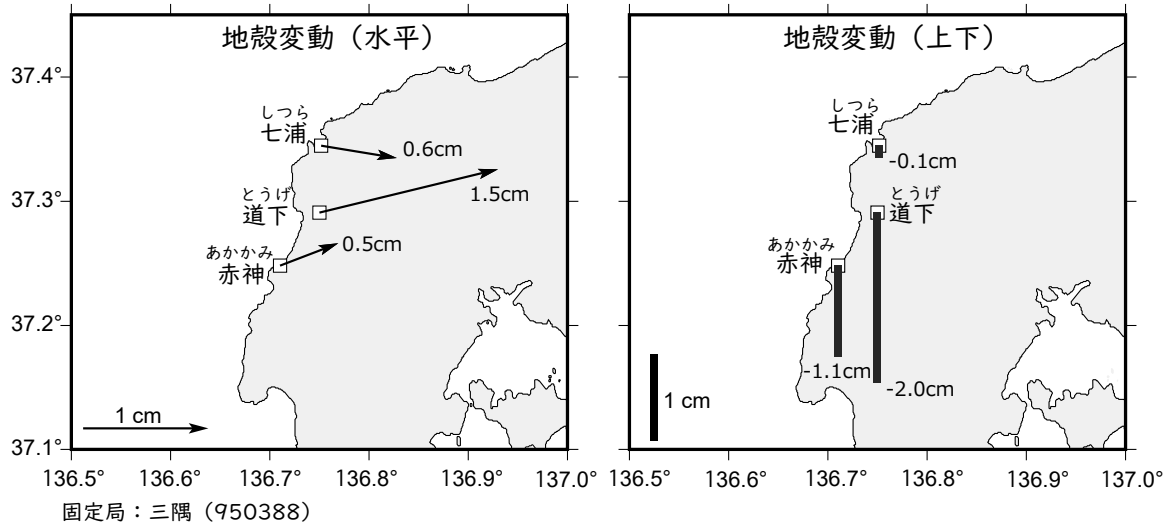 地殻変動（水平）
37.4°
37.3°
37.2°
37.1°
しつら
七浦
0.6cm
とうげ
道下
1.5cm
あかかみ
赤神
0.5cm
1 cm
136.5°
136.6°
136.7°
136.8°
136.9°
137.0°
固定局：三隅（950388）
地殻変動（上下）
しつら
七浦
-0.1cm
とうげ
道下
あかかみ
赤神
-1.1cm
-2.0cm
1 cm
136.5°
136.6°
136.7°
136.8°
136.9°
137.0°